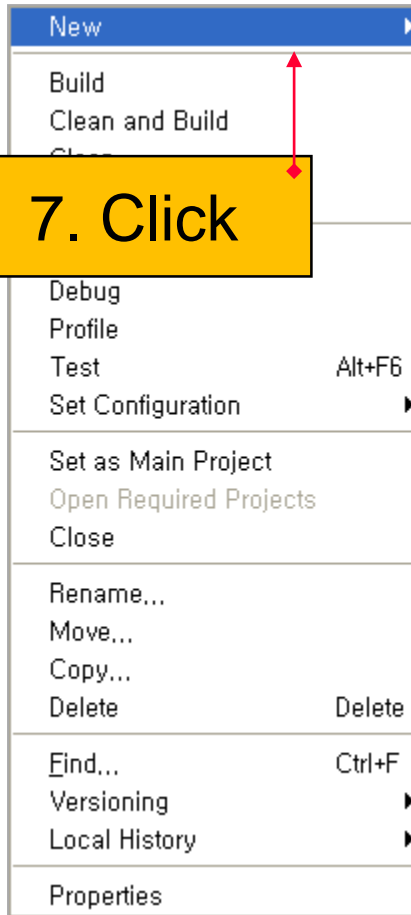 New
Build
Clean and Build
7. Click
Debug
Profile
Test Alt+F6
Set Configuration
Set as Main Project
Open Required Projects
Close
Rename...
Move...
Copy...
Delete Delete
Find... Ctrl+F
Versioning
Local History
Properties